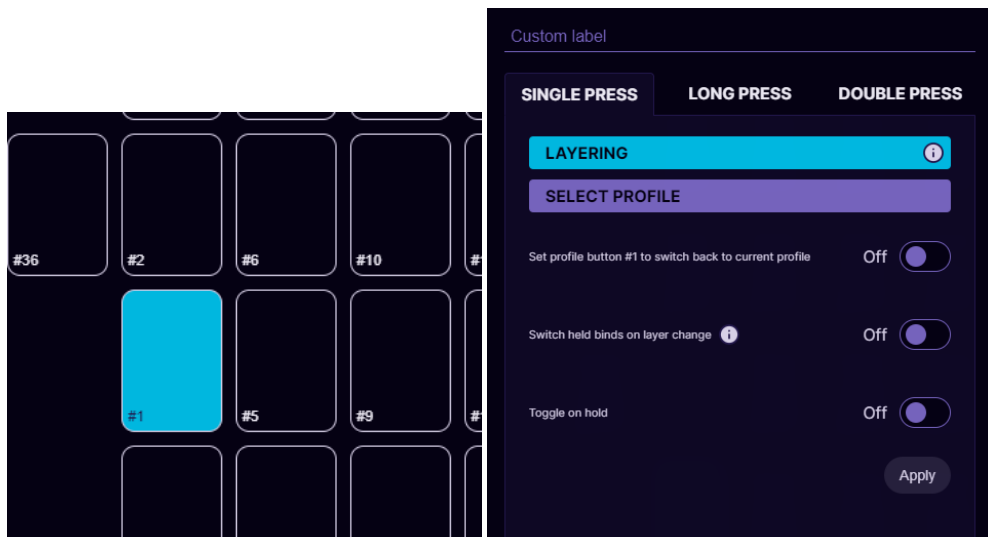 Custom label
SINGLE PRESS LONG PRESS DOUBLE PRESS
LAYERING
SELECT PROFILE
#36 #2 #6 #10
Set profile button #1 to switch back to current profile Off
Switch held binds on layer change Off
#1 #5 #9
Toggle on hold Off
Apply